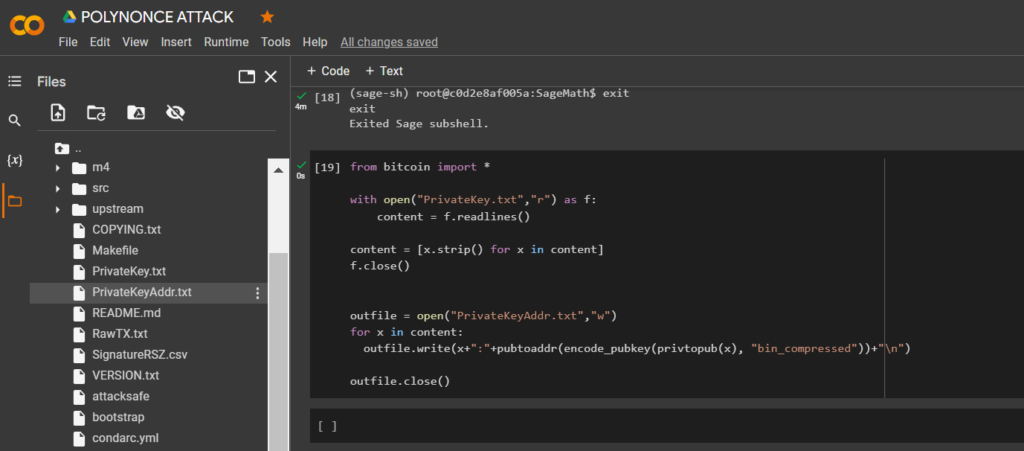 POLYNONCE ATTACK
File Edit View Insert Runtime Tools Help All changes saved
Files
+ Code + Text
..
m4
src
upstream
COPYING.txt
Makefile
PrivateKey.txt
PrivateKeyAddr.txt
README.md
RawTX.txt
SignatureRSZ.csv
VERSION.txt
attacksafe
bootstrap
condarc.yml
{x}
4m
[18] (sage-sh) root@c0d2e8af005a:SageMath$ exit
exit
Exited Sage subshell.
0s
[19] from bitcoin import *
with open("PrivateKey.txt","r") as f:
    content = f.readlines()
content = [x.strip() for x in content]
f.close()
outfile = open("PrivateKeyAddr.txt","w")
for x in content:
  outfile.write(x+":"+pubtoaddr(encode_pubkey(privtopub(x), "bin_compressed"))+"\n")
outfile.close()
[ ]